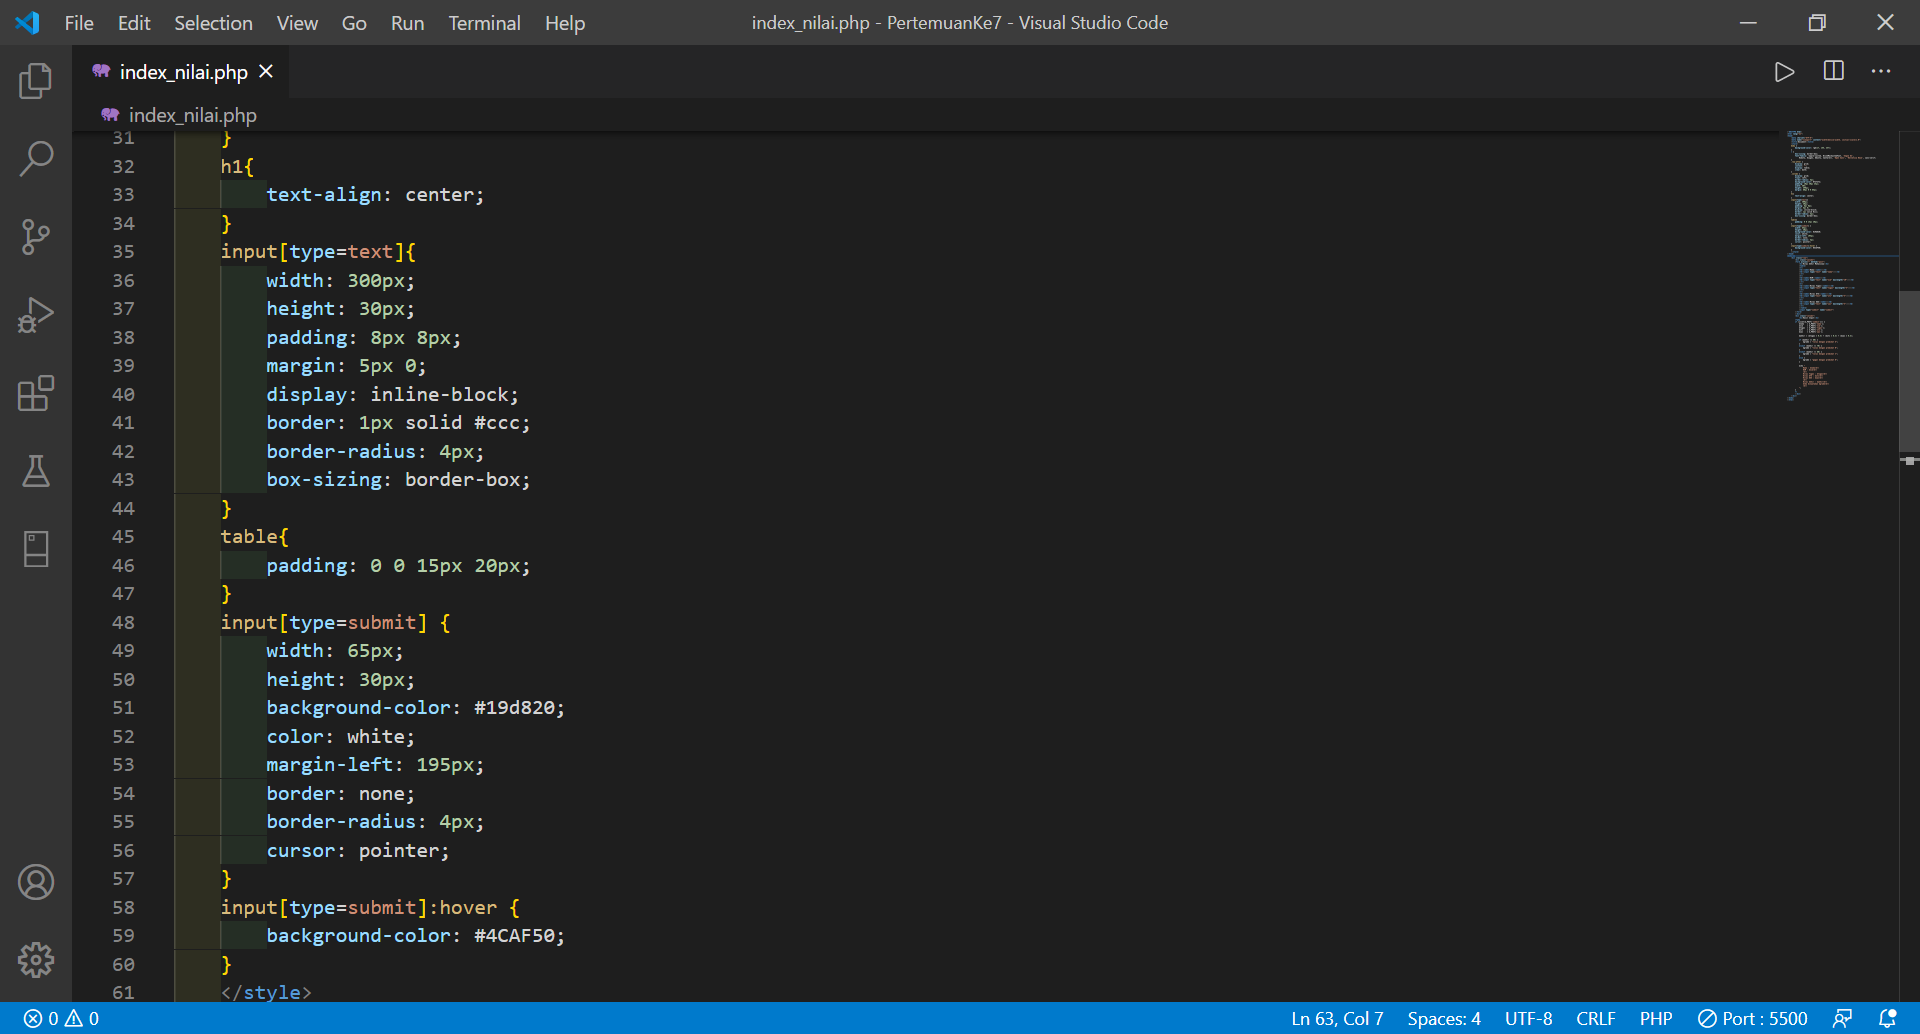 File Edit Selection View Go Run Terminal Help index_nilai.php - PertemuanKe7 - Visual Studio Code
index_nilai.php
index_nilai.php
31 }
32 h1{
33 text-align: center;
34 }
35 input[type=text]{
36 width: 300px;
37 height: 30px;
38 padding: 8px 8px;
39 margin: 5px 0;
40 display: inline-block;
41 border: 1px solid #ccc;
42 border-radius: 4px;
43 box-sizing: border-box;
44 }
45 table{
46 padding: 0 0 15px 20px;
47 }
48 input[type=submit] {
49 width: 65px;
50 height: 30px;
51 background-color: #19d820;
52 color: white;
53 margin-left: 195px;
54 border: none;
55 border-radius: 4px;
56 cursor: pointer;
57 }
58 input[type=submit]:hover {
59 background-color: #4CAF50;
60 }
61 </style>
0 0 Ln 63, Col 7 Spaces: 4 UTF-8 CRLF PHP Port : 5500